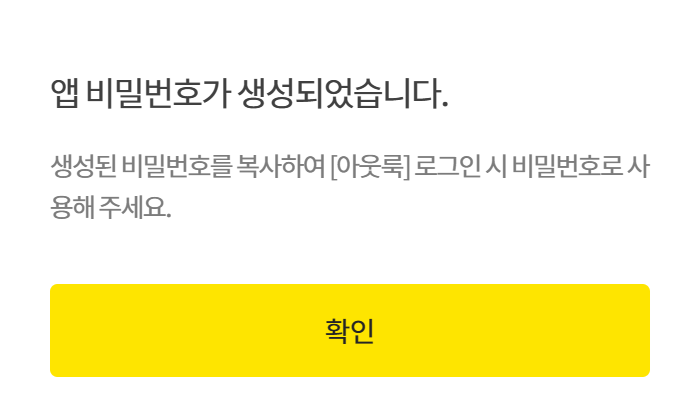 앱 비밀번호가 생성되었습니다.
생성된 비밀번호를 복사하여 [아웃룩] 로그인 시 비밀번호로 사
용해 주세요.
확인